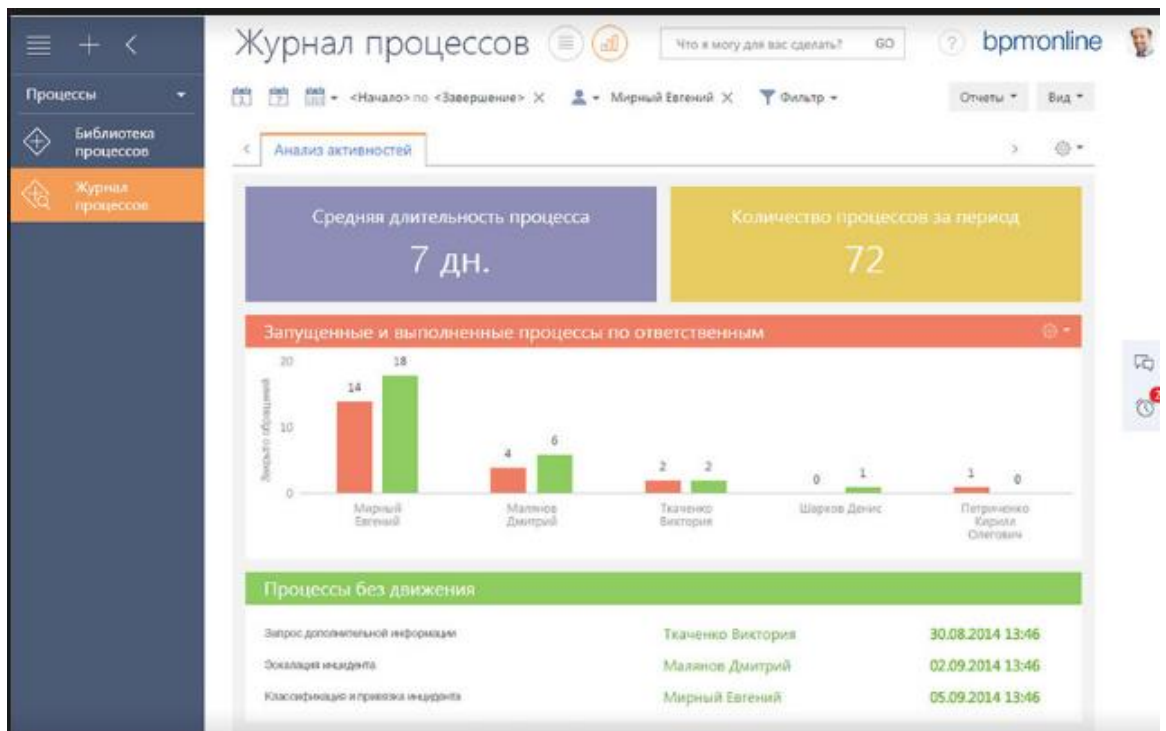 Журнал процессов
Что я могу для вас сделать? GO
?
bpm'online
Процессы
<Начало> по <Завершение> X
Мирный Евгений X
Фильтр
Отчеты
Вид
Библиотека
процессов
Журнал
процессов
Анализ активностей
Средняя длительность процесса
7 дн.
Количество процессов за период
72
Запущенные и выполненные процессы по ответственным
Закрыто обращений
20
10
0
14
18
4
6
2
2
0
1
1
0
Мирный
Евгений
Малянов
Дмитрий
Ткаченко
Виктория
Шарков Денис
Петриченко
Кирилл
Олегович
2
Процессы без движения
Запрос дополнительной информации Ткаченко Виктория 30.08.2014 13:46
Эскалация инцидента Малянов Дмитрий 02.09.2014 13:46
Классификация и привязка инцидента Мирный Евгений 05.09.2014 13:46